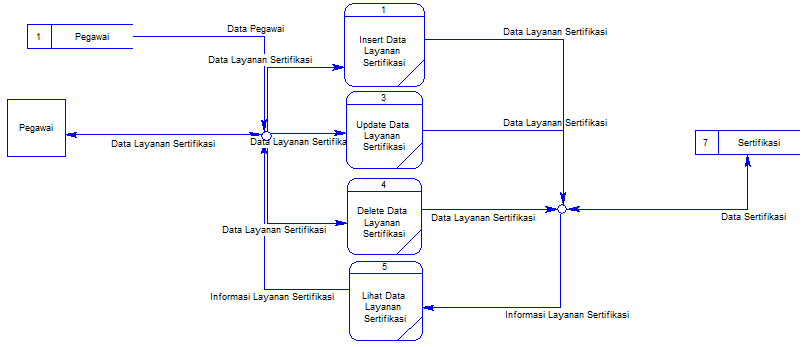 1
Data Pegawai
1 Pegawai
Insert Data
Layanan
Sertifikasi
Data Layanan Sertifikasi
Data Layanan Sertifikasi
3
Pegawai
Update Data
Layanan
Sertifikasi
Data Layanan Sertifikasi
Data Layanan Sertifikasi
Data Layanan Sertifika
7 Sertifikasi
4
Delete Data
Layanan
Sertifikasi
Data Layanan Sertifikasi
Data Sertifikasi
Data Layanan Sertifikasi
5
Lihat Data
Layanan
Sertifikasi
Informasi Layanan Sertifikasi
Informasi Layanan Sertifikasi